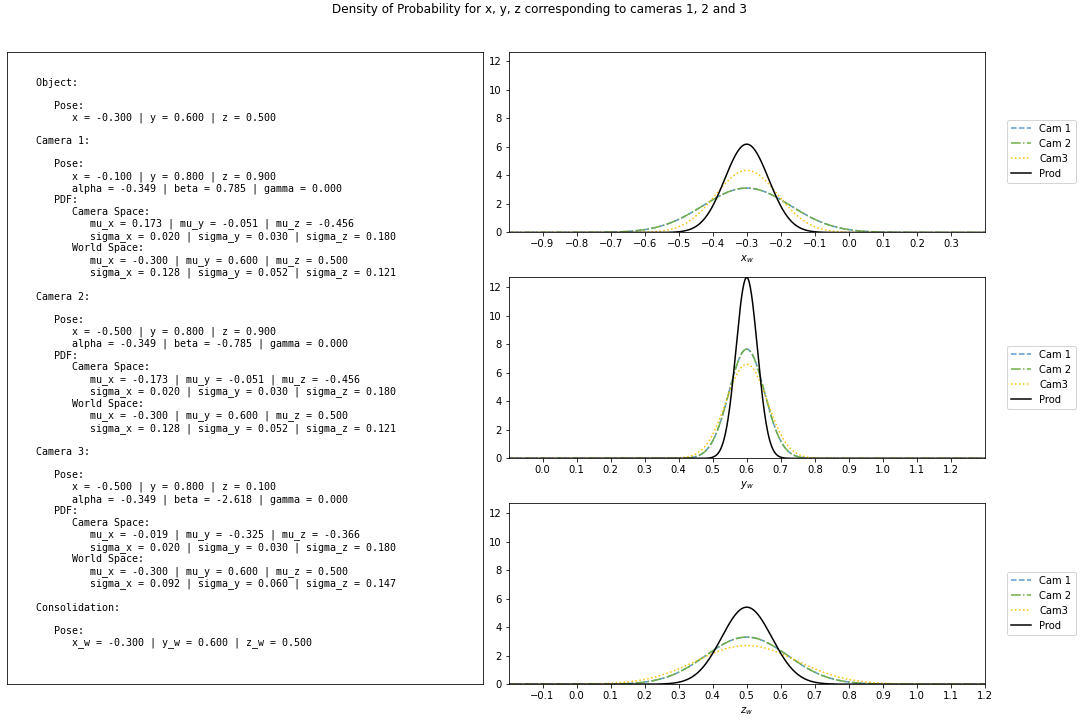 Density of Probability for x, y, z corresponding to cameras 1, 2 and 3
Object:
Pose:
x = -0.300 | y = 0.600 | z = 0.500
Camera 1:
Pose:
x = -0.100 | y = 0.800 | z = 0.900
alpha = -0.349 | beta = 0.785 | gamma = 0.000
PDF:
Camera Space:
mu_x = 0.173 | mu_y = -0.051 | mu_z = -0.456
sigma_x = 0.020 | sigma_y = 0.030 | sigma_z = 0.180
World Space:
mu_x = -0.300 | mu_y = 0.600 | mu_z = 0.500
sigma_x = 0.128 | sigma_y = 0.052 | sigma_z = 0.121
Camera 2:
Pose:
x = -0.500 | y = 0.800 | z = 0.900
alpha = -0.349 | beta = -0.785 | gamma = 0.000
PDF:
Camera Space:
mu_x = -0.173 | mu_y = -0.051 | mu_z = -0.456
sigma_x = 0.020 | sigma_y = 0.030 | sigma_z = 0.180
World Space:
mu_x = -0.300 | mu_y = 0.600 | mu_z = 0.500
sigma_x = 0.128 | sigma_y = 0.052 | sigma_z = 0.121
Camera 3:
Pose:
x = -0.500 | y = 0.800 | z = 0.100
alpha = -0.349 | beta = -2.618 | gamma = 0.000
PDF:
Camera Space:
mu_x = -0.019 | mu_y = -0.325 | mu_z = -0.366
sigma_x = 0.020 | sigma_y = 0.030 | sigma_z = 0.180
World Space:
mu_x = -0.300 | mu_y = 0.600 | mu_z = 0.500
sigma_x = 0.092 | sigma_y = 0.060 | sigma_z = 0.147
Consolidation:
Pose:
x_w = -0.300 | y_w = 0.600 | z_w = 0.500
12
10
8
6
4
2
0
−0.9 −0.8 −0.7 −0.6 −0.5 −0.4 −0.3 −0.2 −0.1 0.0 0.1 0.2 0.3
x_w
Cam 1
Cam 2
Cam3
Prod
12
10
8
6
4
2
0
0.0 0.1 0.2 0.3 0.4 0.5 0.6 0.7 0.8 0.9 1.0 1.1 1.2
y_w
Cam 1
Cam 2
Cam3
Prod
12
10
8
6
4
2
0
−0.1 0.0 0.1 0.2 0.3 0.4 0.5 0.6 0.7 0.8 0.9 1.0 1.1 1.2
z_w
Cam 1
Cam 2
Cam3
Prod